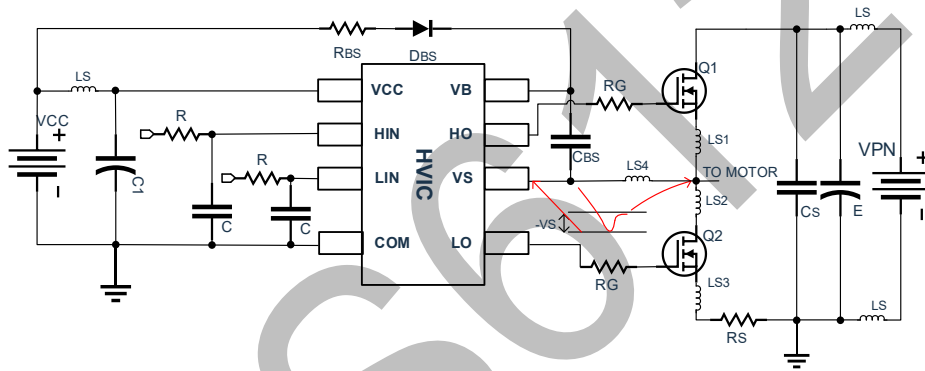 LS
RBS
DBS
Q1
LS
VCC
VB
RG
VCC
+
R
HIN
HO
LS1
VPN
+
C1
R
LIN
HVIC
VS
CBS
LS4
TO MOTOR
LS2
CS
E
C
C
-VS
Q2
COM
LO
RG
LS3
LS
RS